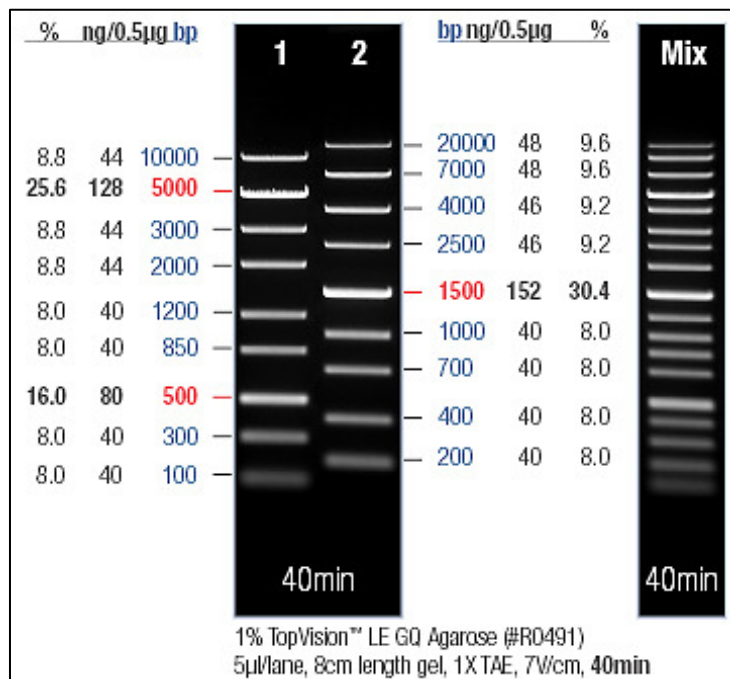 % ng/0.5µg bp 1 2 bp ng/0.5µg % Mix
20000 48 9.6
8.8 44 10000
7000 48 9.6
25.6 128 5000
4000 46 9.2
8.8 44 3000
2500 46 9.2
8.8 44 2000
1500 152 30.4
8.0 40 1200
1000 40 8.0
8.0 40 850
700 40 8.0
16.0 80 500
400 40 8.0
8.0 40 300
200 40 8.0
8.0 40 100
40min 40min
1% TopVision™ LE GQ Agarose (#R0491)
5µl/lane, 8cm length gel, 1X TAE, 7V/cm, 40min